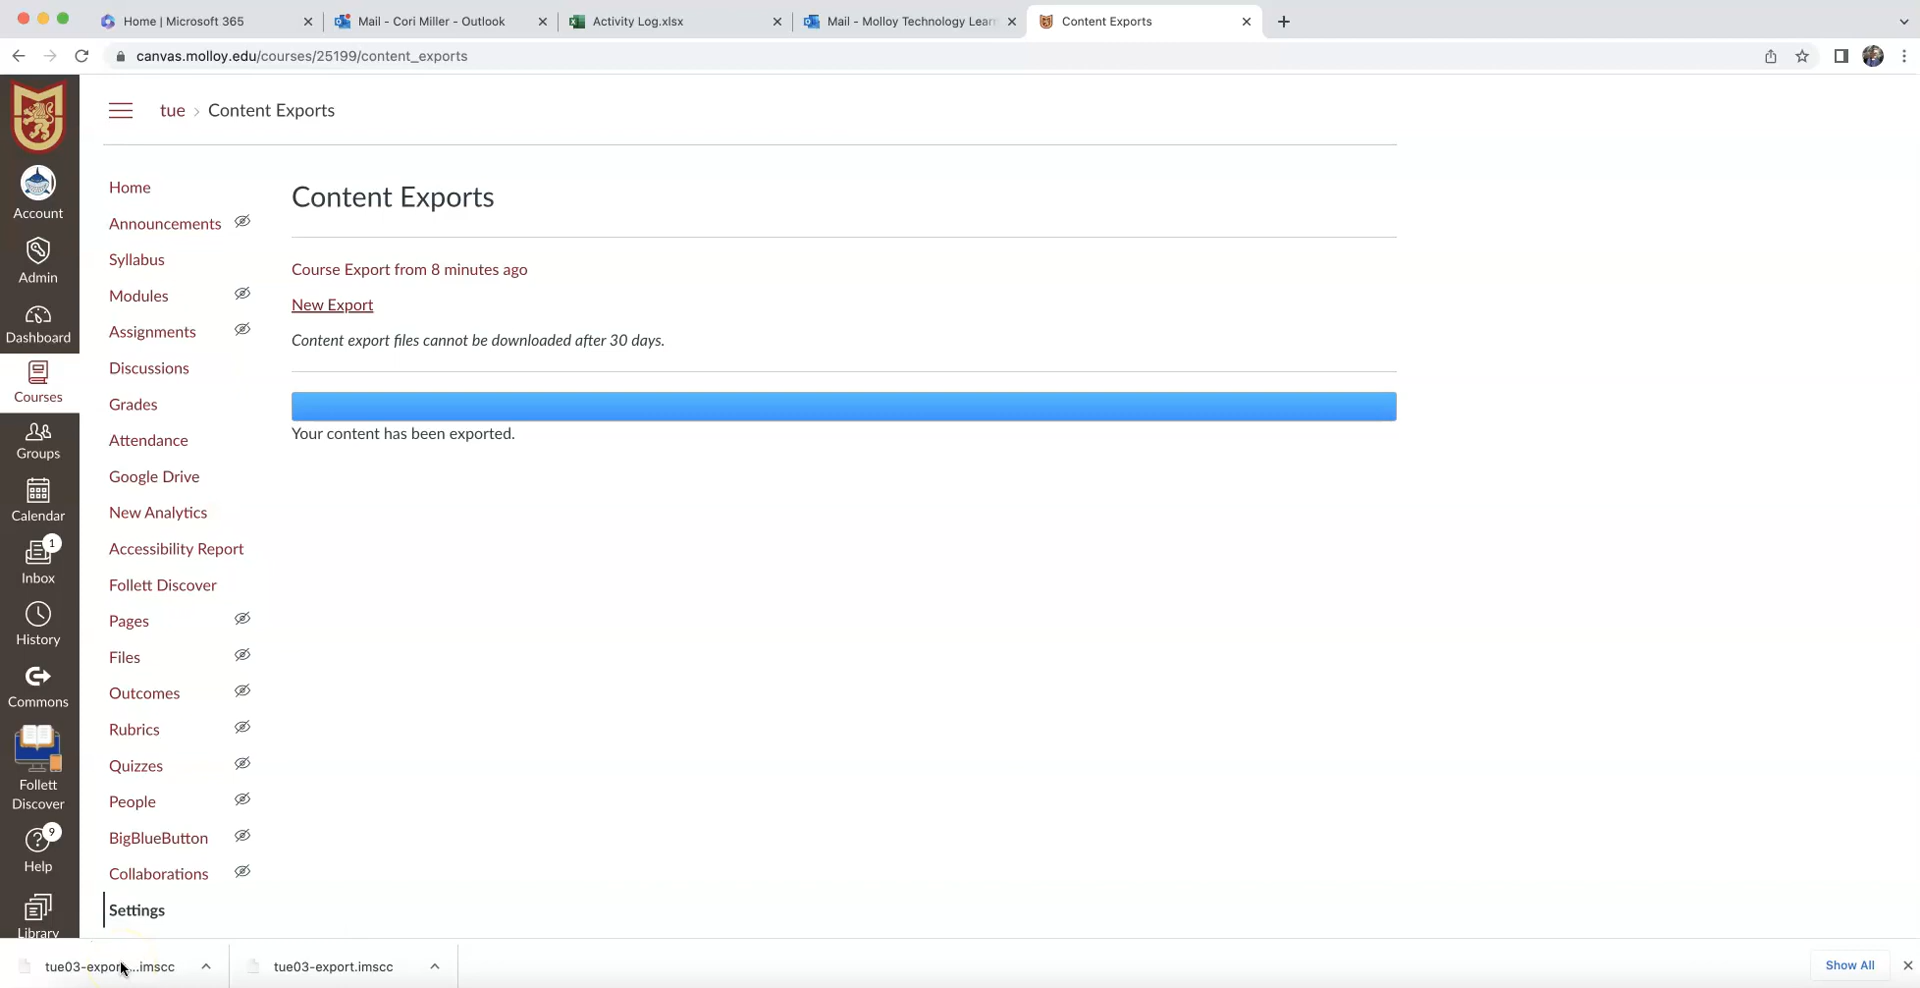 Home | Microsoft 365
Mail - Cori Miller - Outlook
Activity Log.xlsx
Mail - Molloy Technology Lear
Content Exports
canvas.molloy.edu/courses/25199/content_exports
tue › Content Exports
Account
Admin
Dashboard
Courses
Groups
Calendar
1
Inbox
History
Commons
Follett
Discover
9
Help
Library
Home
Announcements
Syllabus
Modules
Assignments
Discussions
Grades
Attendance
Google Drive
New Analytics
Accessibility Report
Follett Discover
Pages
Files
Outcomes
Rubrics
Quizzes
People
BigBlueButton
Collaborations
Settings
Content Exports
Course Export from 8 minutes ago
New Export
Content export files cannot be downloaded after 30 days.
Your content has been exported.
tue03-export...imscc
tue03-export.imscc
Show All